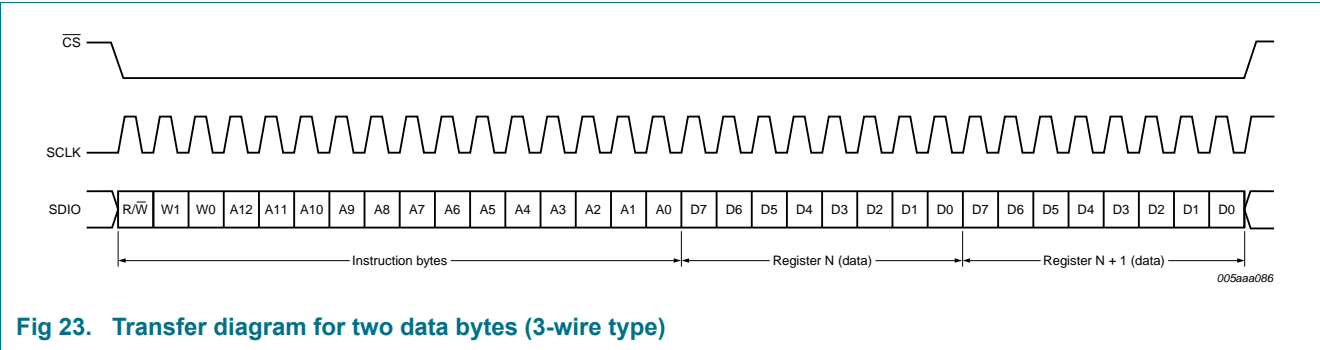 CS
SCLK
SDIO R/W W1 W0 A12 A11 A10 A9 A8 A7 A6 A5 A4 A3 A2 A1 A0 D7 D6 D5 D4 D3 D2 D1 D0 D7 D6 D5 D4 D3 D2 D1 D0
Instruction bytes Register N (data) Register N + 1 (data)
005aaa086
Fig 23. Transfer diagram for two data bytes (3-wire type)